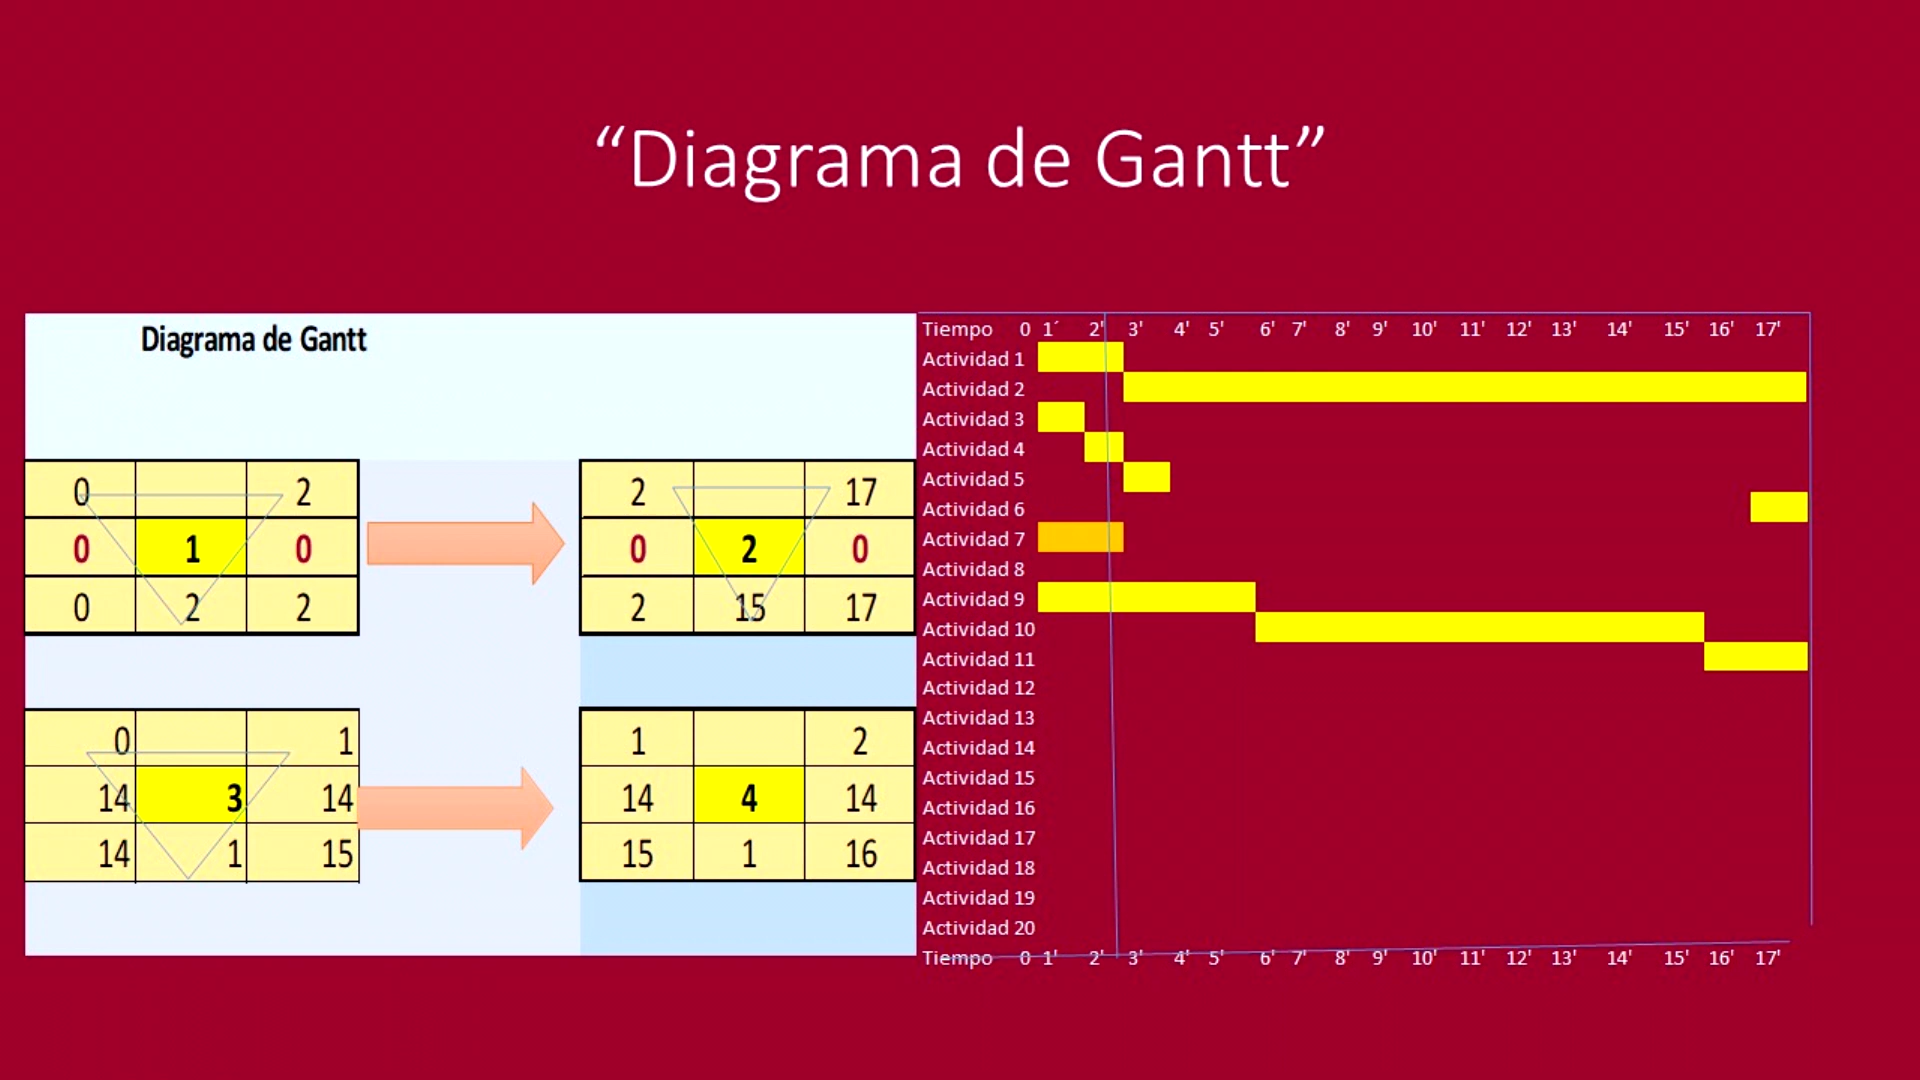 “Diagrama de Gantt”
Diagrama de Gantt
0 2
0 1 0
0 2 2
2 17
0 2 0
2 15 17
0 1
14 3 14
14 1 15
1 2
14 4 14
15 1 16
Tiempo 0 1´ 2' 3' 4' 5' 6' 7' 8' 9' 10' 11' 12' 13' 14' 15' 16' 17'
Actividad 1
Actividad 2
Actividad 3
Actividad 4
Actividad 5
Actividad 6
Actividad 7
Actividad 8
Actividad 9
Actividad 10
Actividad 11
Actividad 12
Actividad 13
Actividad 14
Actividad 15
Actividad 16
Actividad 17
Actividad 18
Actividad 19
Actividad 20
Tiempo 0 1' 2' 3' 4' 5' 6' 7' 8' 9' 10' 11' 12' 13' 14' 15' 16' 17'